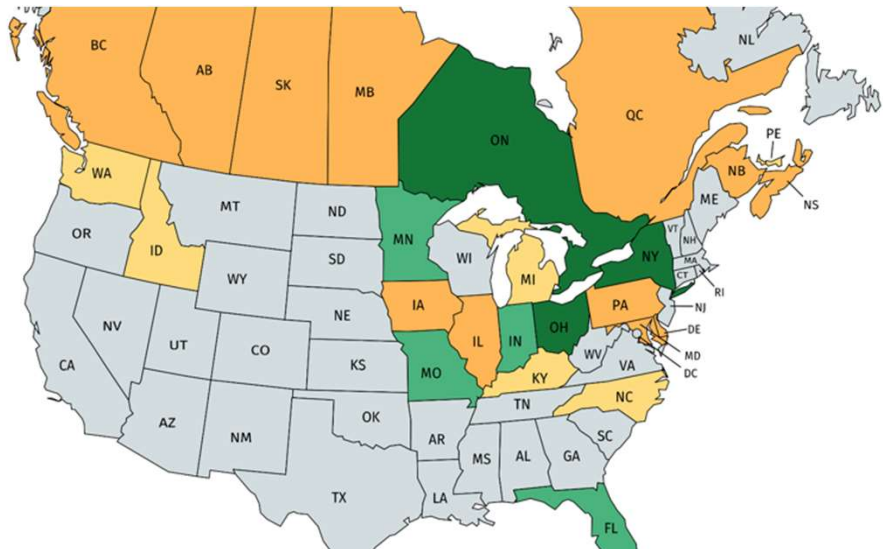 BC
AB
SK
MB
ON
QC
NL
PE
NB
NS
WA
MT
ND
MN
ME
VT
NH
OR
ID
SD
WI
MI
NY
MA
CT
RI
WY
IA
PA
NJ
NV
NE
IL
IN
OH
DE
MD
DC
UT
CO
KS
MO
KY
WV
VA
CA
NC
TN
AZ
NM
OK
AR
SC
MS
AL
GA
TX
LA
FL